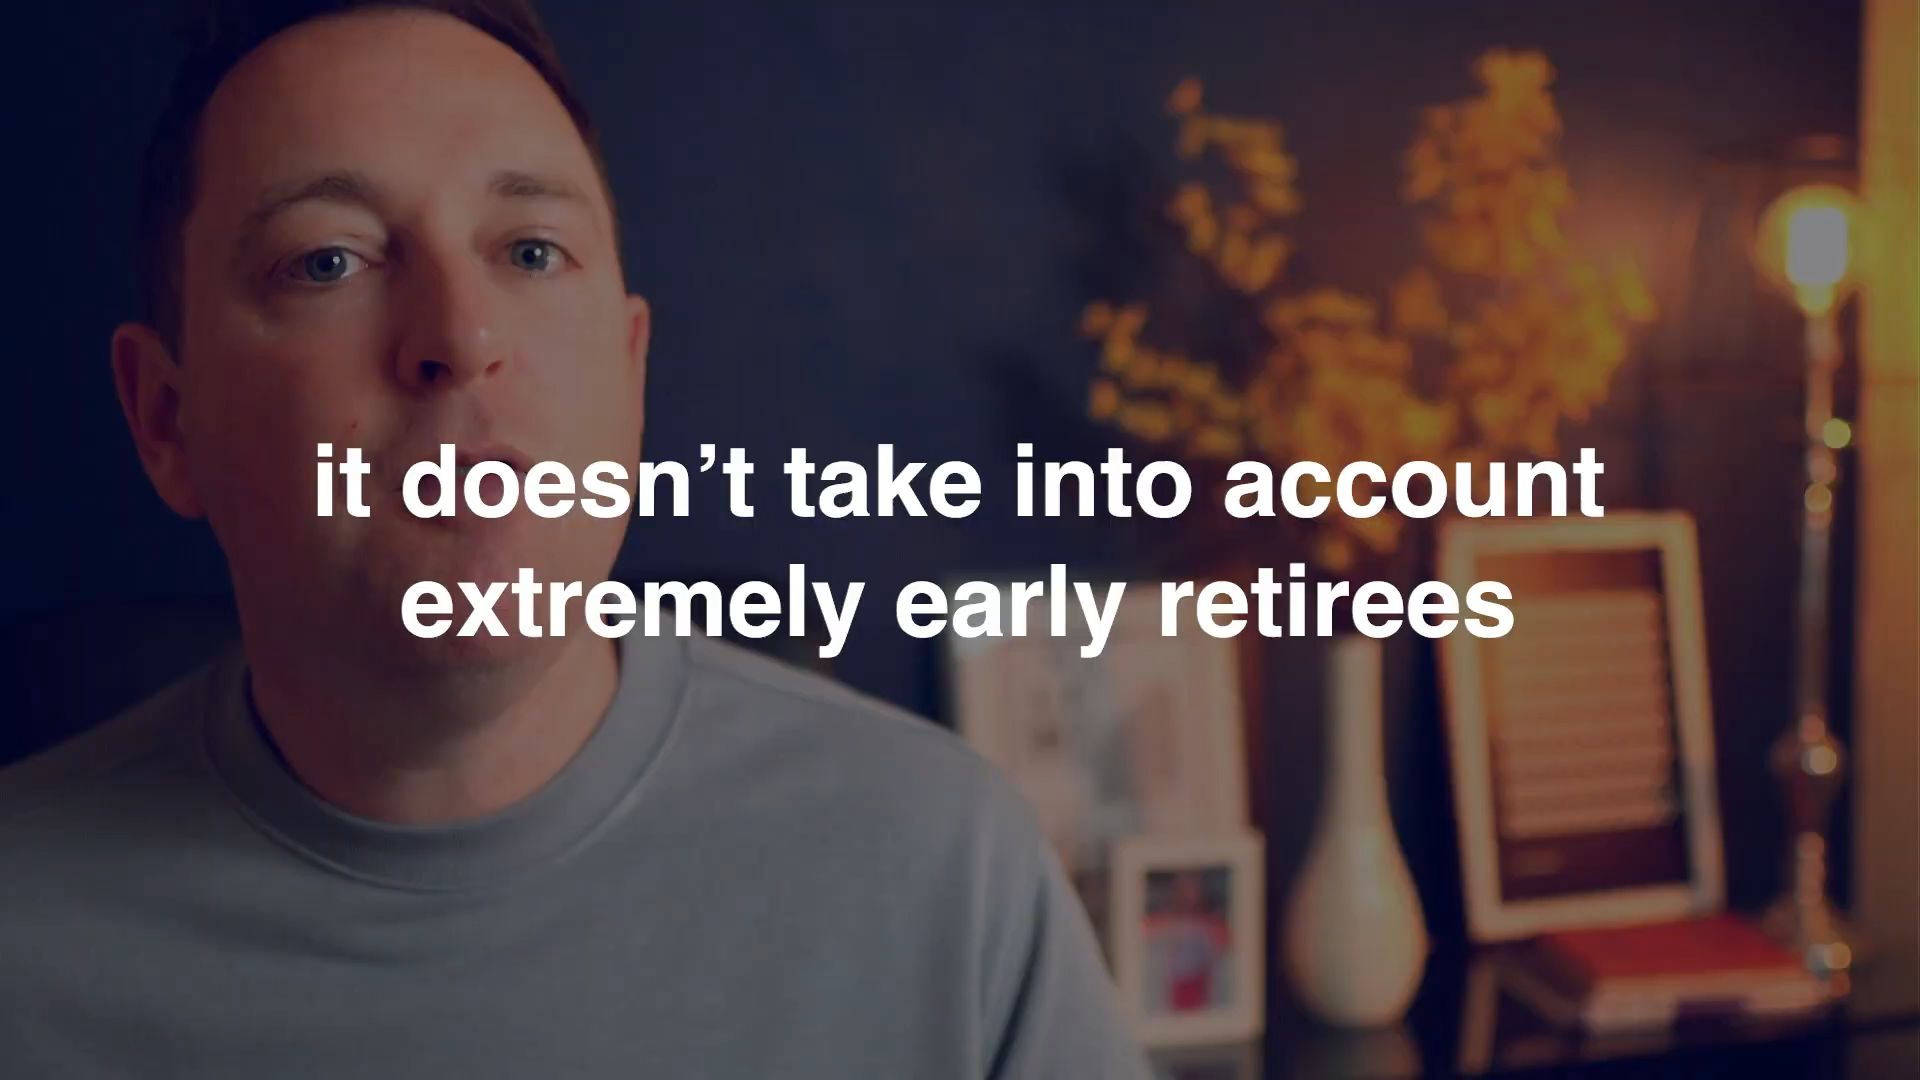 it doesn’t take into account
extremely early retirees